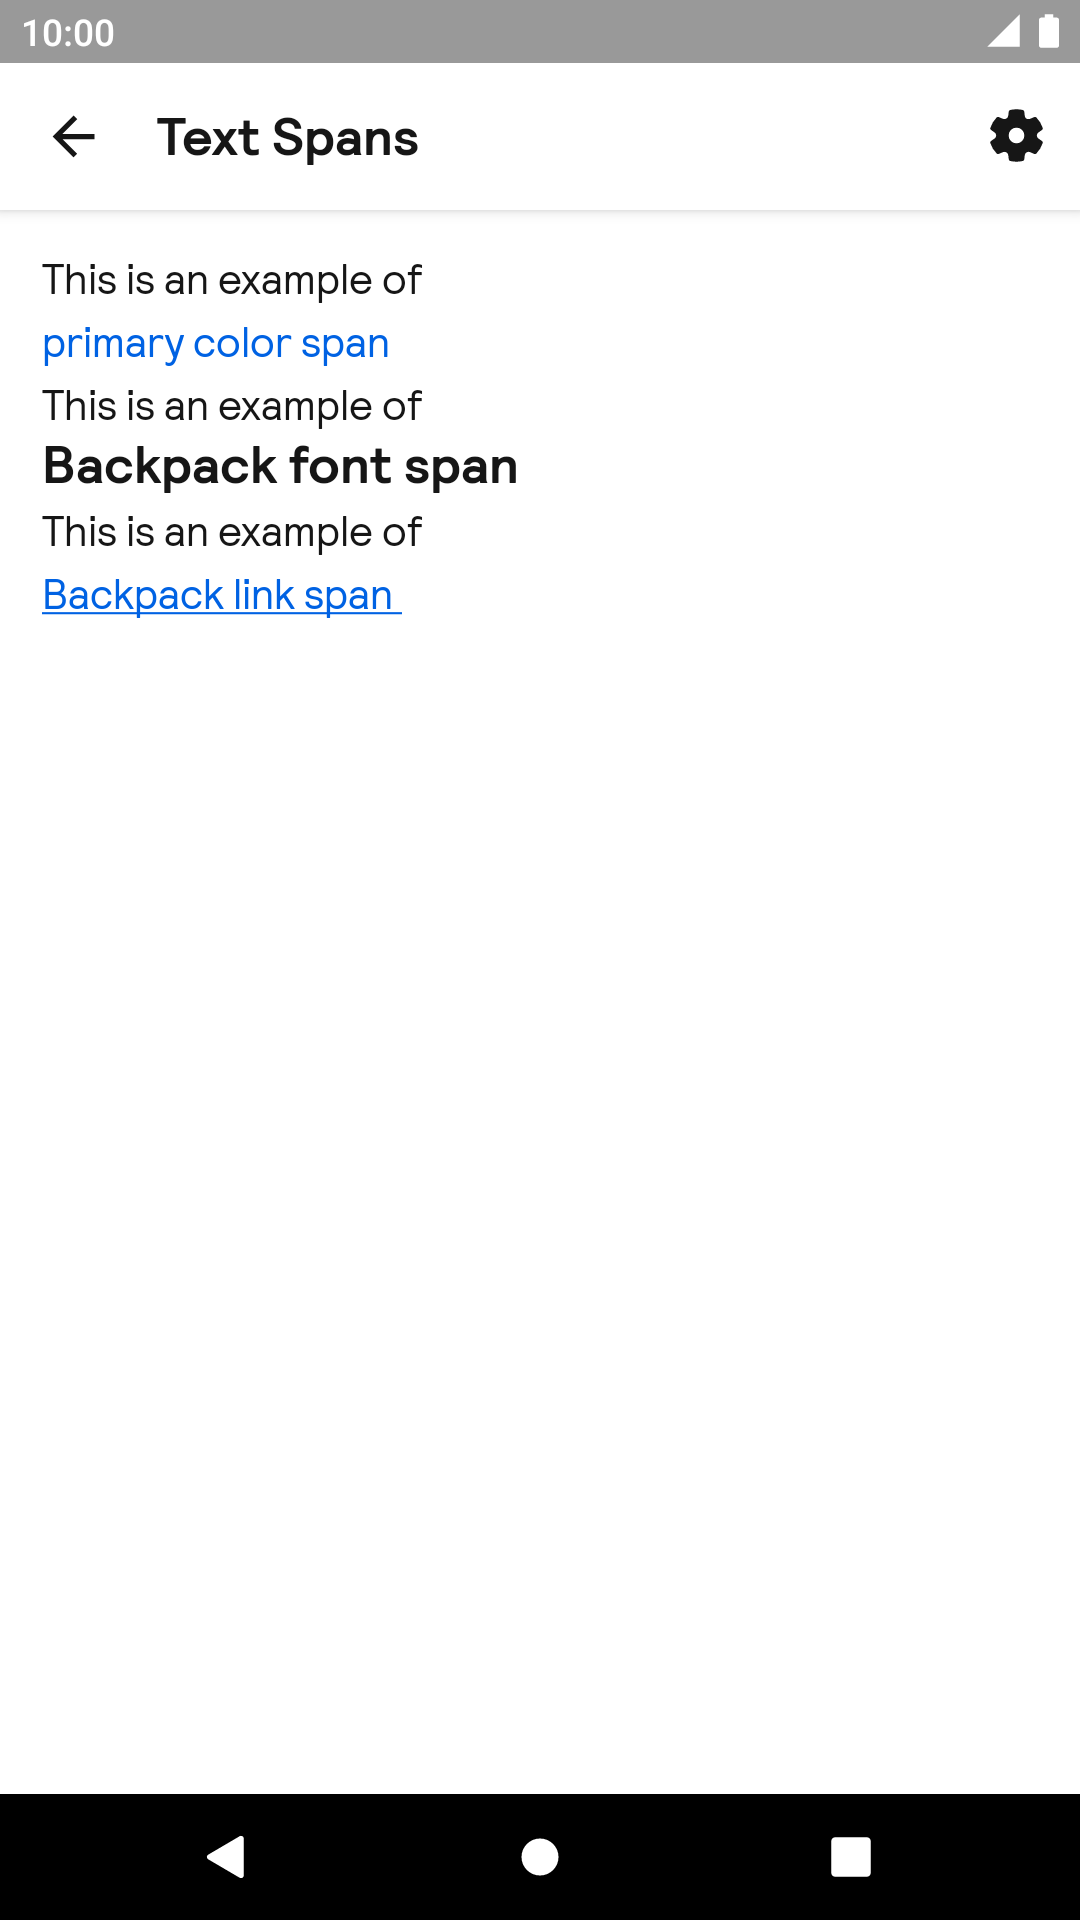 10:00
Text Spans
This is an example of
primary color span
This is an example of
Backpack font span
This is an example of
Backpack link span